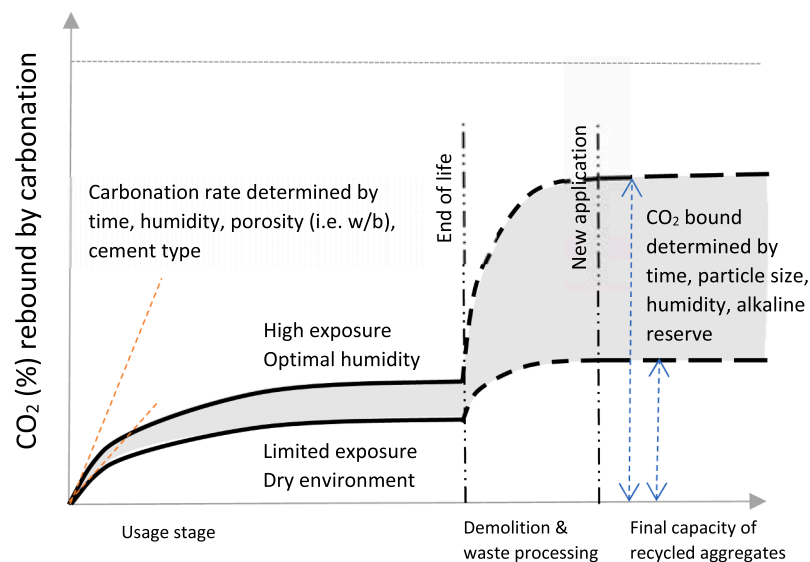 CO₂ (%) rebound by carbonation
Carbonation rate determined by
time, humidity, porosity (i.e. w/b),
cement type
High exposure
Optimal humidity
Limited exposure
Dry environment
End of life
New application
CO₂ bound
determined by
time, particle size,
humidity, alkaline
reserve
Usage stage
Demolition &
waste processing
Final capacity of
recycled aggregates